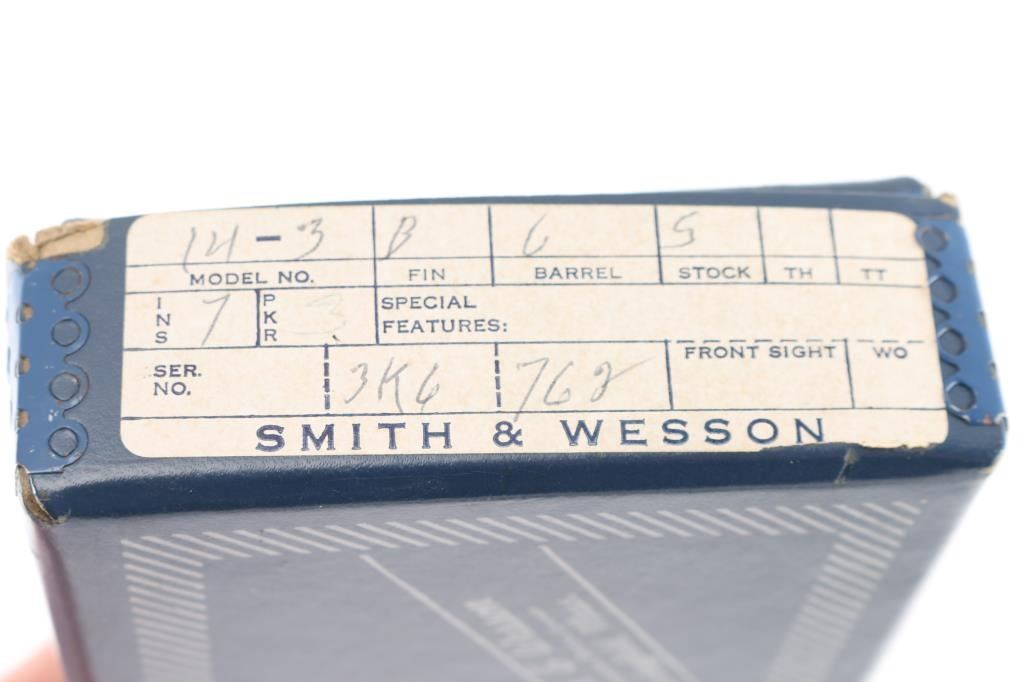 14-3 B 6 S
MODEL NO. FIN BARREL STOCK TH TT
INS 7 PKR 3 SPECIAL FEATURES:
SER. NO. 3K6 762 FRONT SIGHT WO
SMITH & WESSON